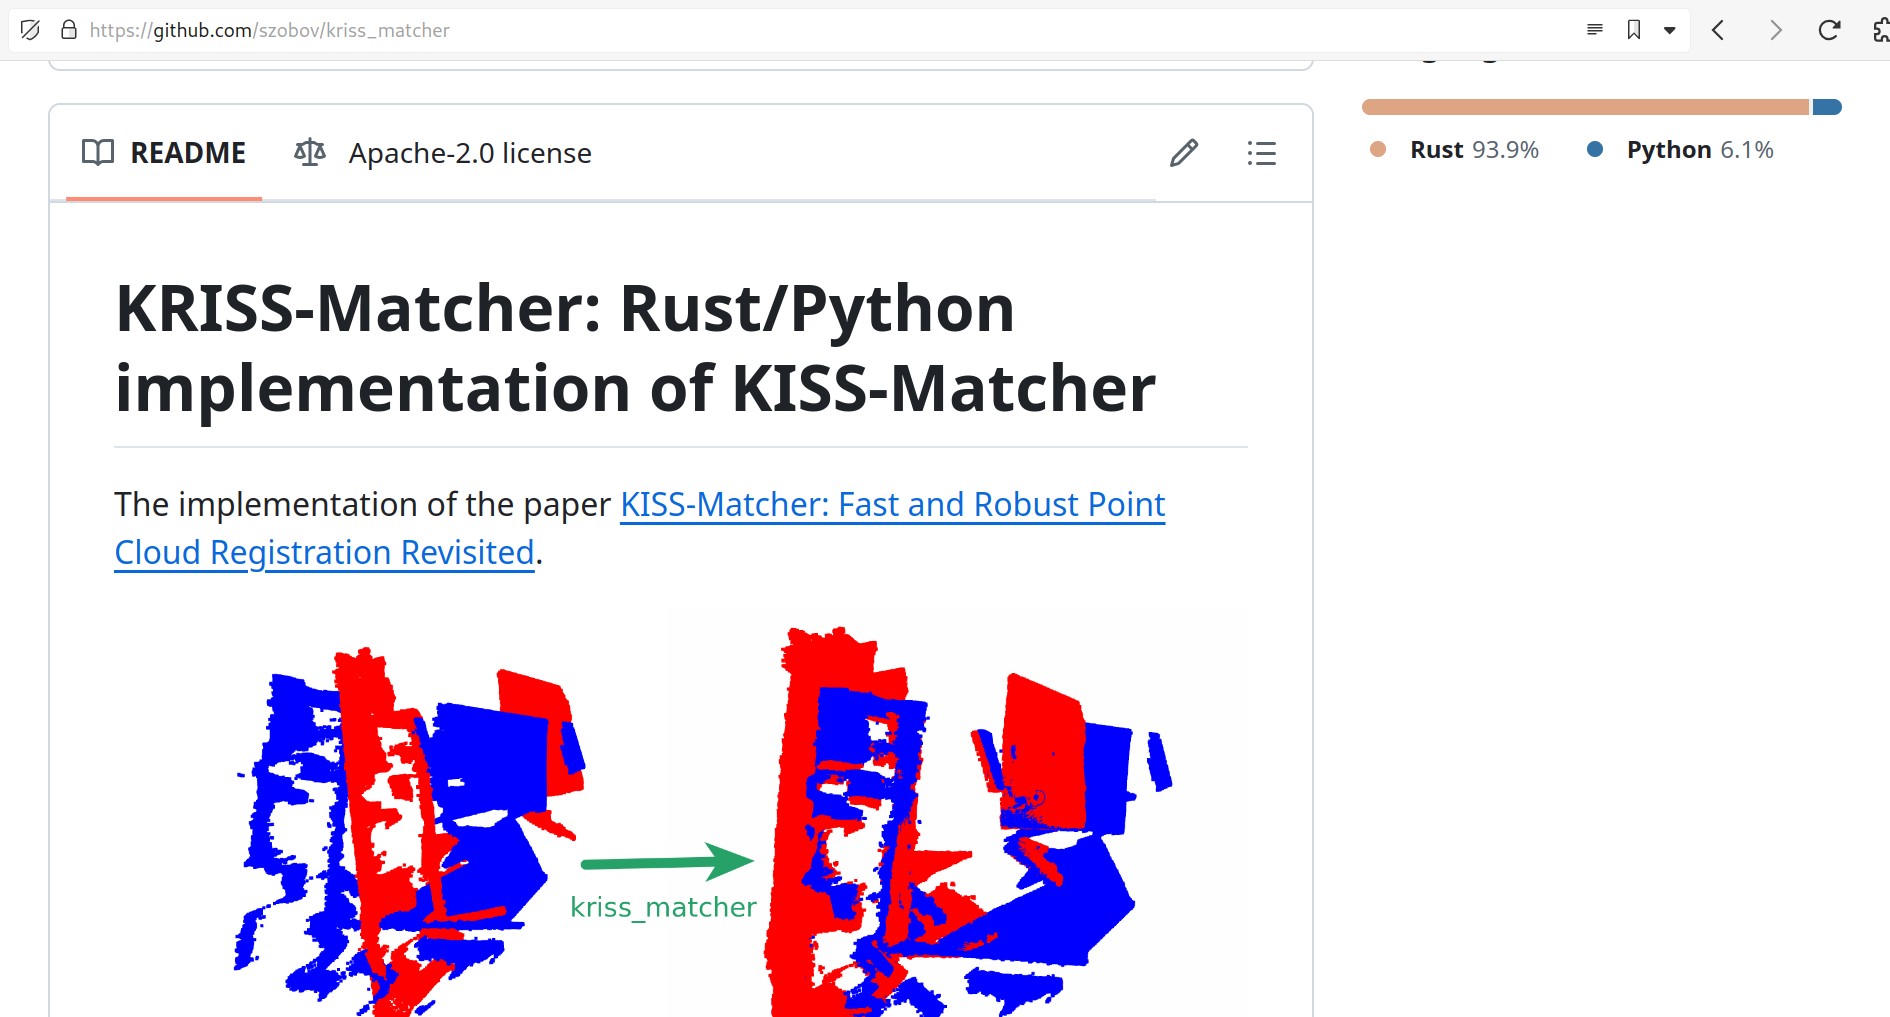 https://github.com/szobov/kriss_matcher
README
Apache-2.0 license
Rust 93.9%
Python 6.1%
KRISS-Matcher: Rust/Python
implementation of KISS-Matcher
The implementation of the paper KISS-Matcher: Fast and Robust Point
Cloud Registration Revisited.
kriss_matcher